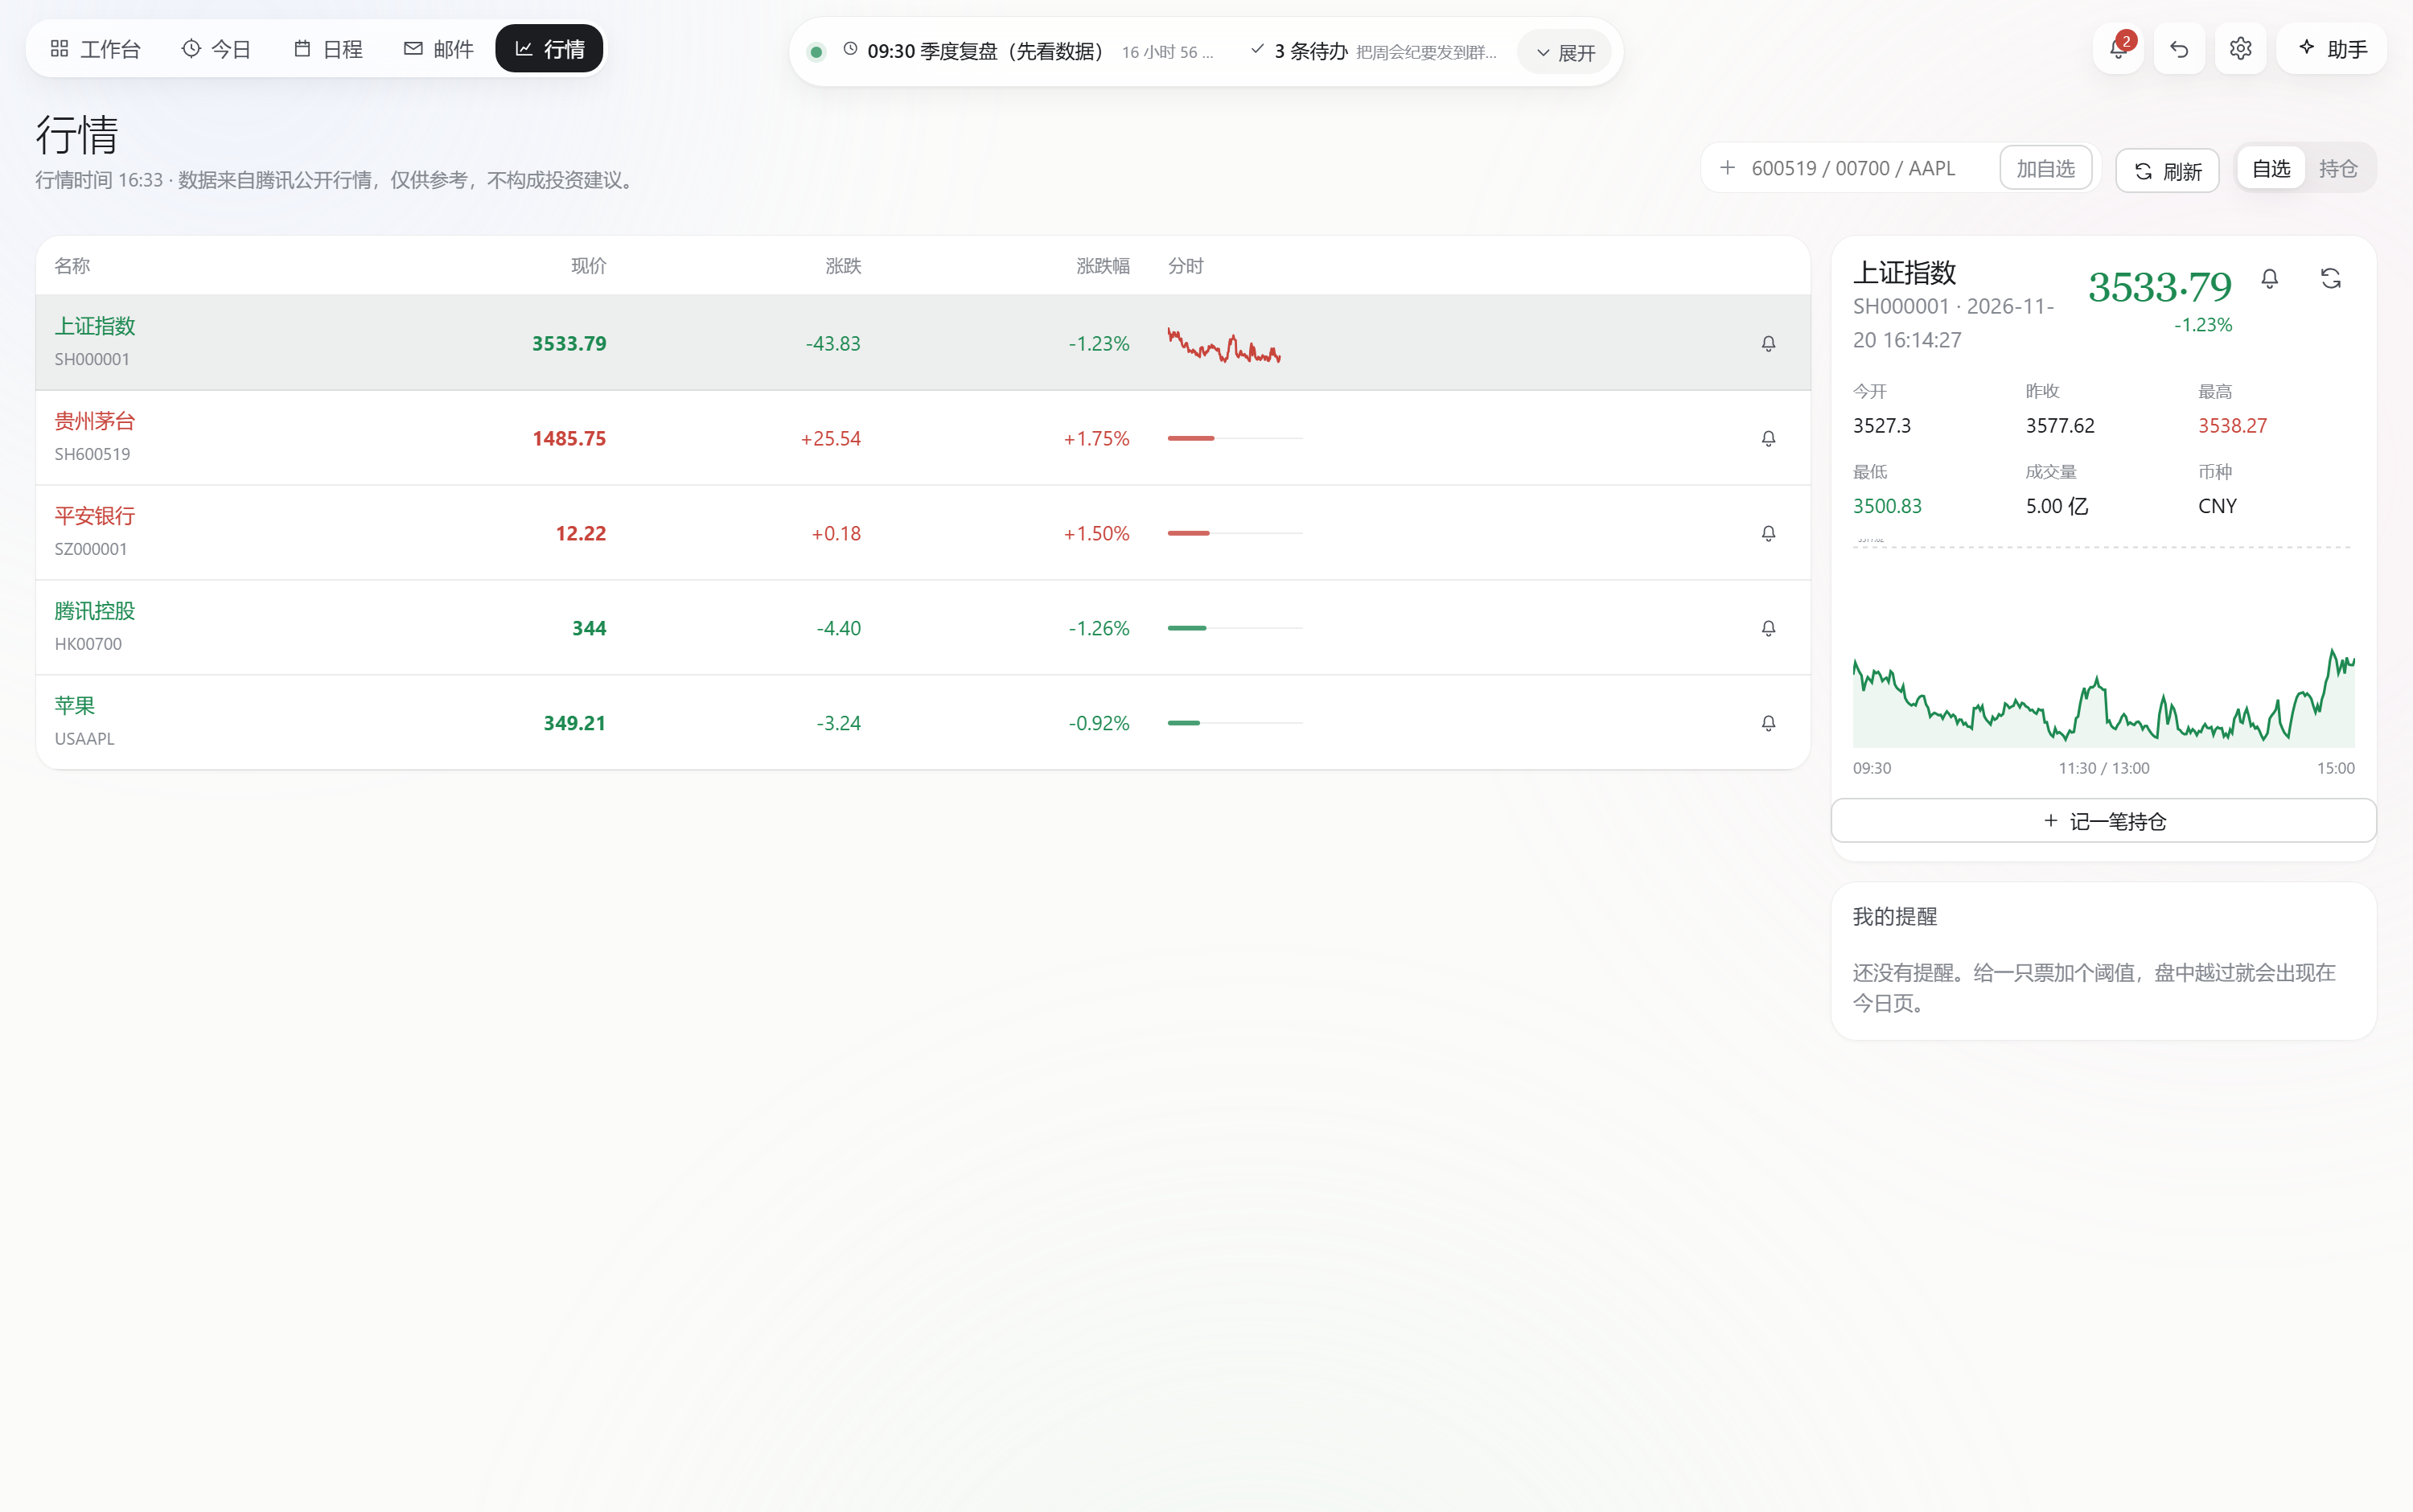 工作台 今日 日程 邮件 行情
09:30 季度复盘（先看数据） 16 小时 56 ... 3 条待办 把周会纪要发到群... 展开
2 助手
行情
行情时间 16:33 · 数据来自腾讯公开行情，仅供参考，不构成投资建议。
600519 / 00700 / AAPL 加自选 刷新 自选 持仓
名称 现价 涨跌 涨跌幅 分时
上证指数
SH000001
3533.79 -43.83 -1.23%
贵州茅台
SH600519
1485.75 +25.54 +1.75%
平安银行
SZ000001
12.22 +0.18 +1.50%
腾讯控股
HK00700
344 -4.40 -1.26%
苹果
USAAPL
349.21 -3.24 -0.92%
上证指数
SH000001 · 2026-11-
20 16:14:27
3533.79
-1.23%
今开 昨收 最高
3527.3 3577.62 3538.27
最低 成交量 币种
3500.83 5.00 亿 CNY
09:30 11:30 / 13:00 15:00
+ 记一笔持仓
我的提醒
还没有提醒。给一只票加个阈值，盘中越过就会出现在
今日页。